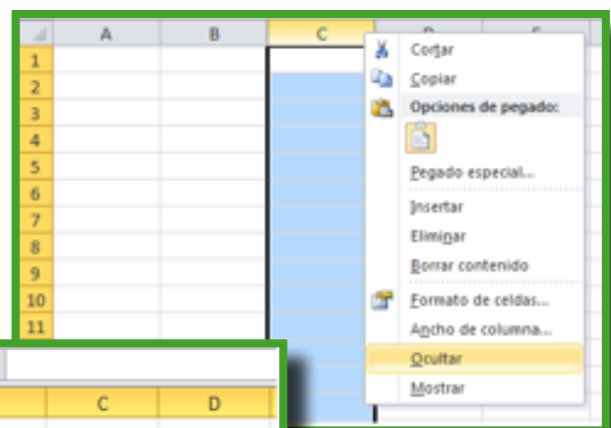 A B C
1
2
3
4
5
6
7
8
9
10
11
Cortar
Copiar
Opciones de pegado:
Pegado especial...
Insertar
Eliminar
Borrar contenido
Formato de celdas...
Ancho de columna...
Ocultar
Mostrar
C D